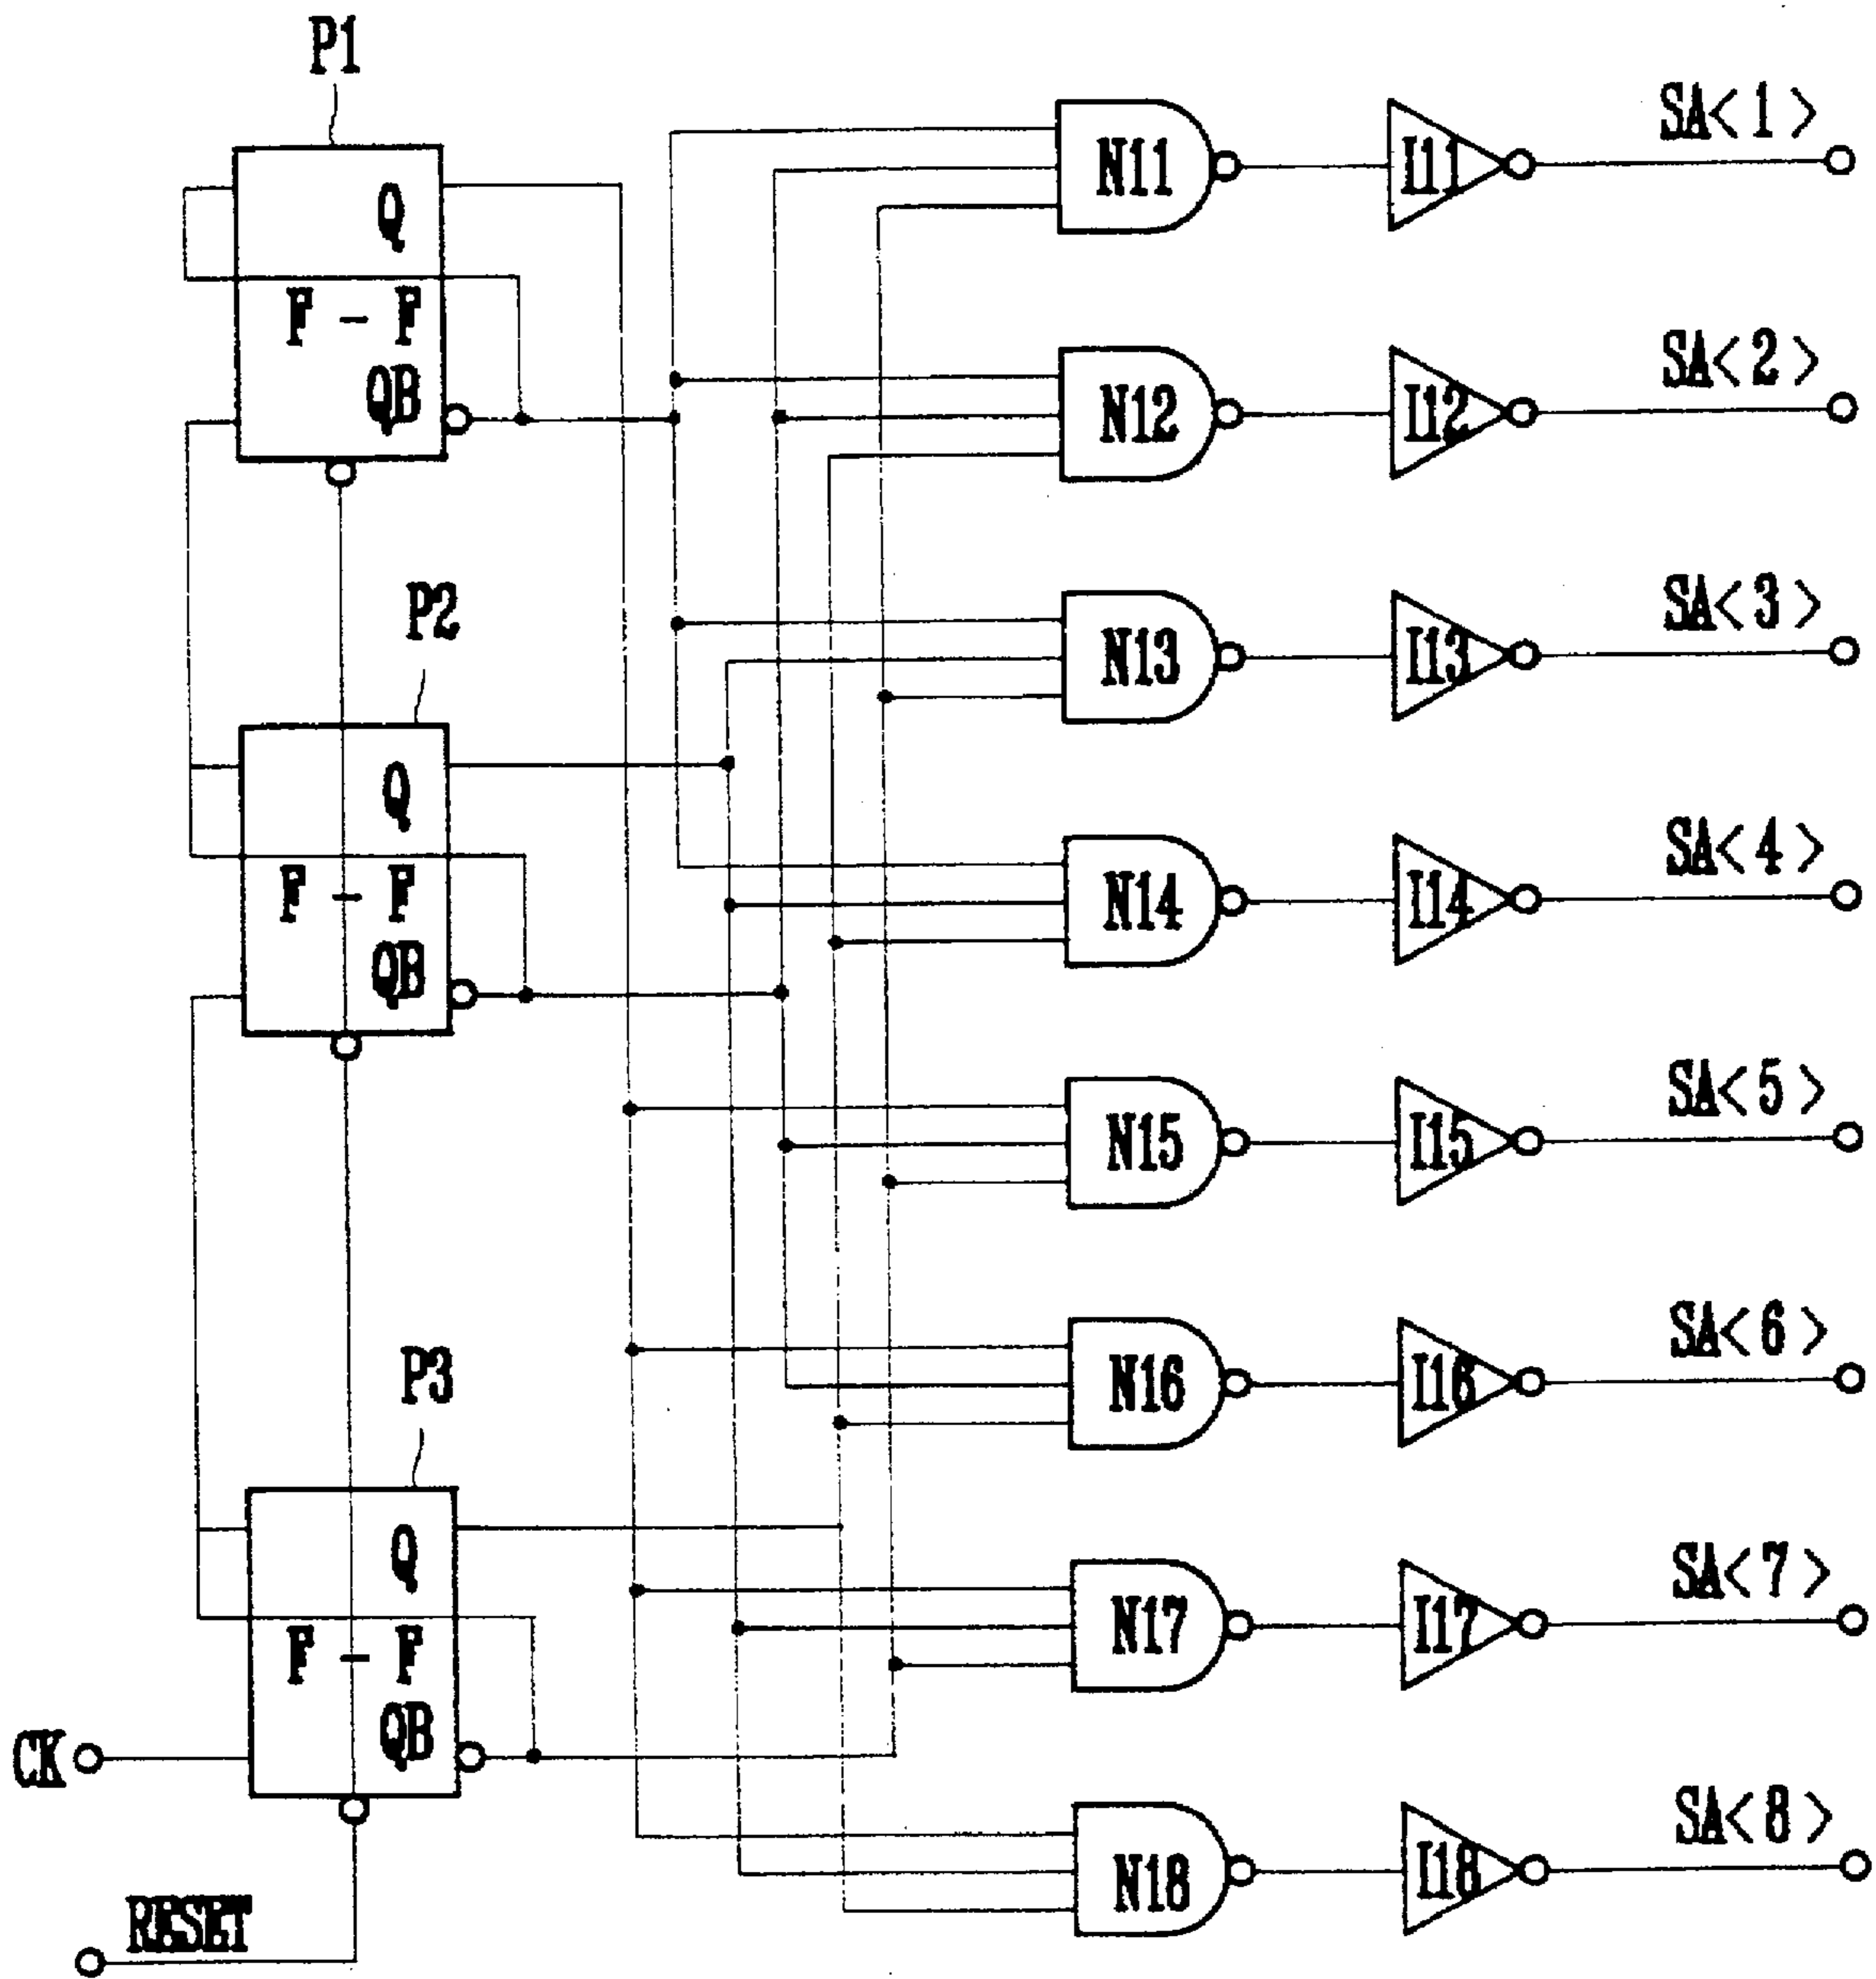 P1
Q
F - F
QB
P2
Q
F - F
QB
P3
Q
F - F
QB
CK
RESET
N11
I11
SA<1>
N12
I12
SA<2>
N13
I13
SA<3>
N14
I14
SA<4>
N15
I15
SA<5>
N16
I16
SA<6>
N17
I17
SA<7>
N18
I18
SA<8>